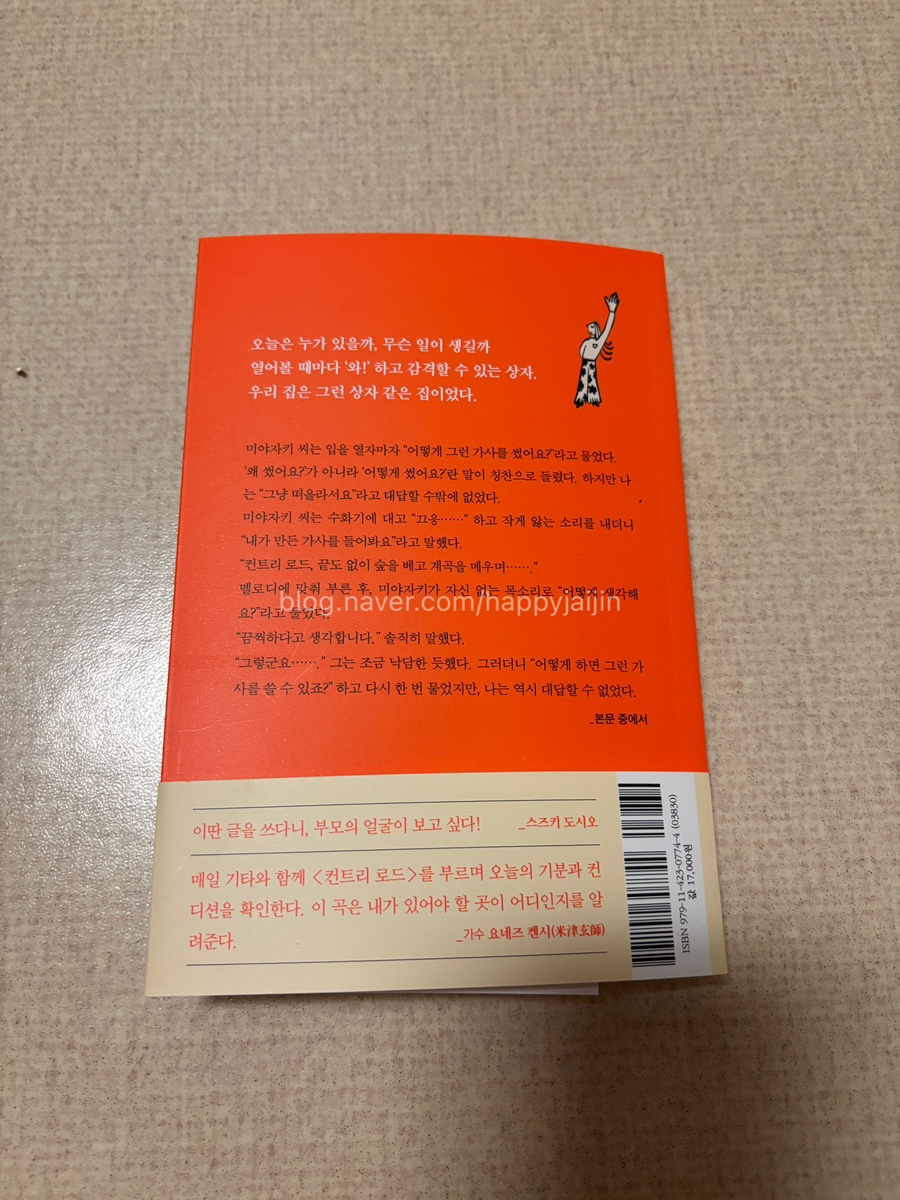 오늘은 누가 있을까, 무슨 일이 생길까
열어볼 때마다 '와!' 하고 감격할 수 있는 상자.
우리 집은 그런 상자 같은 집이었다.
미야자키 씨는 입을 열자마자 "어떻게 그런 가사를 썼어요?"라고 물었다.
'왜 썼어요?'가 아니라 '어떻게 썼어요?'란 말이 칭찬으로 들렸다. 하지만 나
는 "그냥 떠올라서요"라고 대답할 수밖에 없었다.
미야자키 씨는 수화기에 대고 "끄응……" 하고 작게 앓는 소리를 내더니
"내가 만든 가사를 들어봐요"라고 말했다.
"컨트리 로드, 끝도 없이 숲을 베고 계곡을 메우며……."
멜로디에 맞춰 부른 후, 미야자키가 자신 없는 목소리로 "어떻게 생각해
요?"라고 물었다.
blog.naver.com/happyjaijin
"끔찍하다고 생각합니다." 솔직히 말했다.
"그렇군요……." 그는 조금 낙담한 듯했다. 그러더니 "어떻게 하면 그런 가
사를 쓸 수 있죠?" 하고 다시 한 번 물었지만, 나는 역시 대답할 수 없었다.
_본문 중에서
이딴 글을 쓰다니, 부모의 얼굴이 보고 싶다! _스즈키 도시오
매일 기타와 함께 <컨트리 로드>를 부르며 오늘의 기분과 컨
디션을 확인한다. 이 곡은 내가 있어야 할 곳이 어디인지를 알
려준다. _가수 요네즈 켄시(米津玄師)
ISBN 979-11-423-0774-4 (03830)
값 17,000원